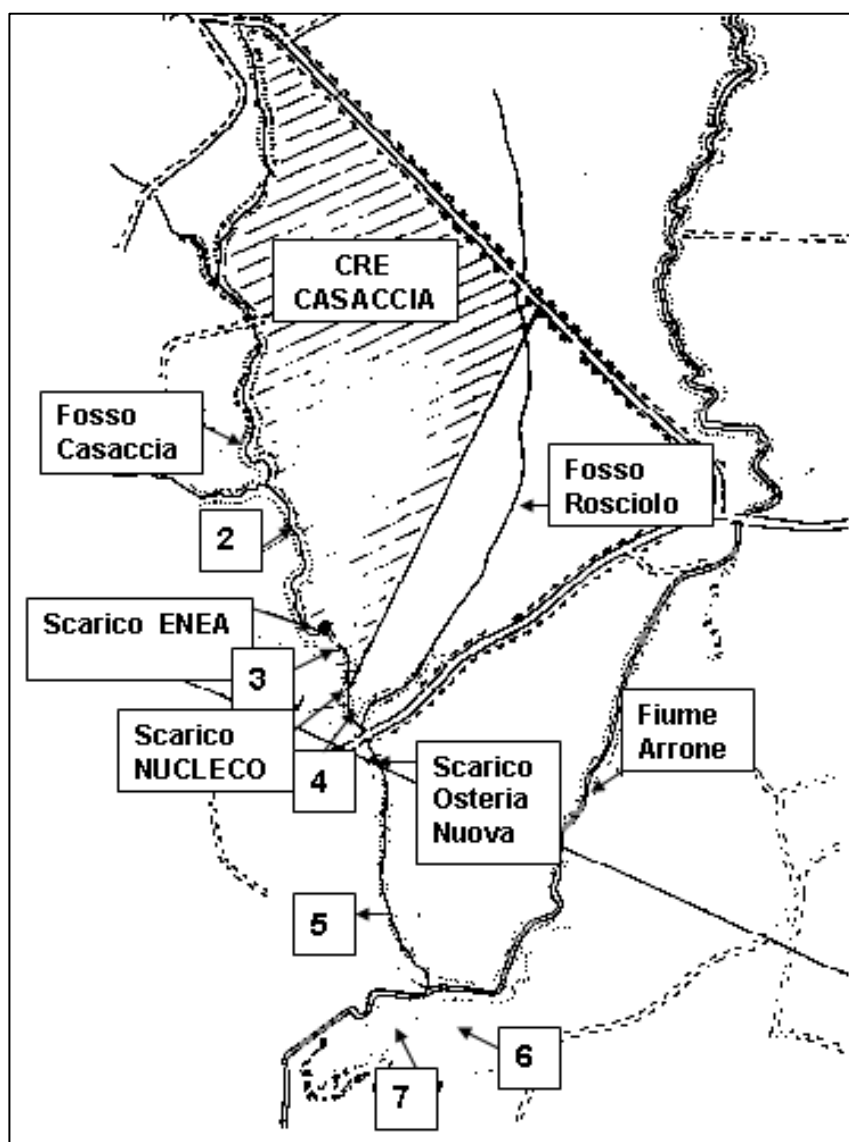 CRE
CASACCIA
Fosso
Casaccia
Fosso
Rosciolo
2
Scarico ENEA
3
Scarico
NUCLECO
4
Fiume
Arrone
Scarico
Osteria
Nuova
5
6
7